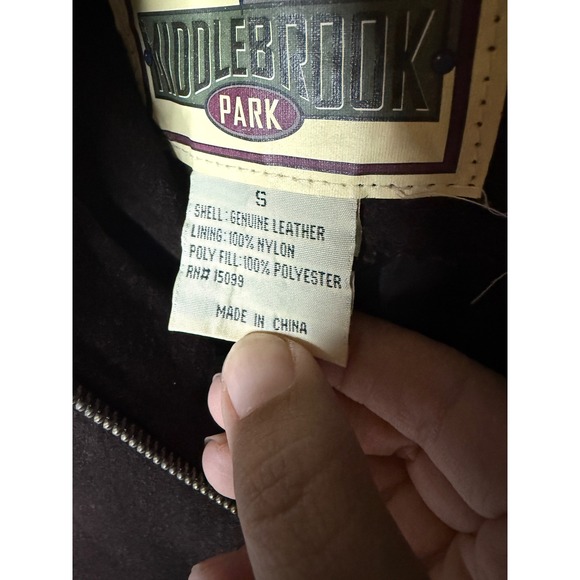 MIDDLEBROOK
PARK
S
SHELL:GENUINE LEATHER
LINING:100% NYLON
POLY FILL:100% POLYESTER
RN# 15099
MADE IN CHINA